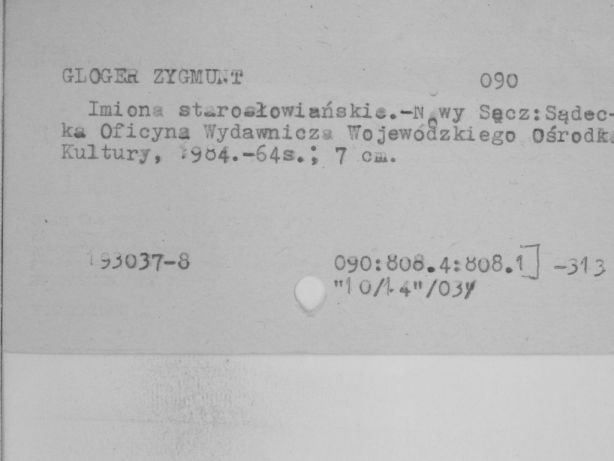 GLOGER ZYGMUNT 090
Imiona starosłowiańskie.-Nowy Sącz:Sądec-
ka Oficyna Wydawnicza Wojewódzkiego Ośrodka
Kultury, 1984.-64s.; 7 cm.
193037-8 090:808.4:808.1] -313
"10/14"/03/